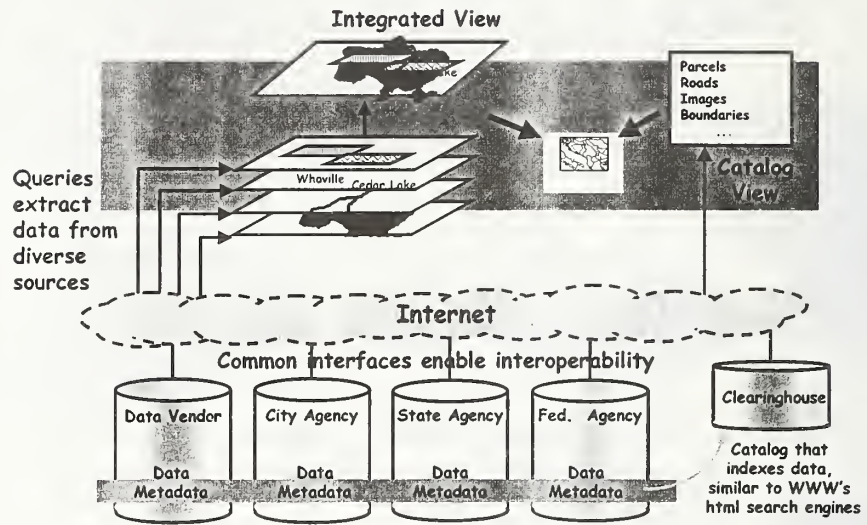 Integrated View
Parcels
Roads
Images
Boundaries
...
Catalog
View
Whoville
Cedar Lake
Queries
extract
data from
diverse
sources
Internet
Common interfaces enable interoperability
Data Vendor
City Agency
State Agency
Fed. Agency
Clearinghouse
Data
Metadata
Data
Metadata
Data
Metadata
Data
Metadata
Catalog that
indexes data,
similar to WWW's
html search engines